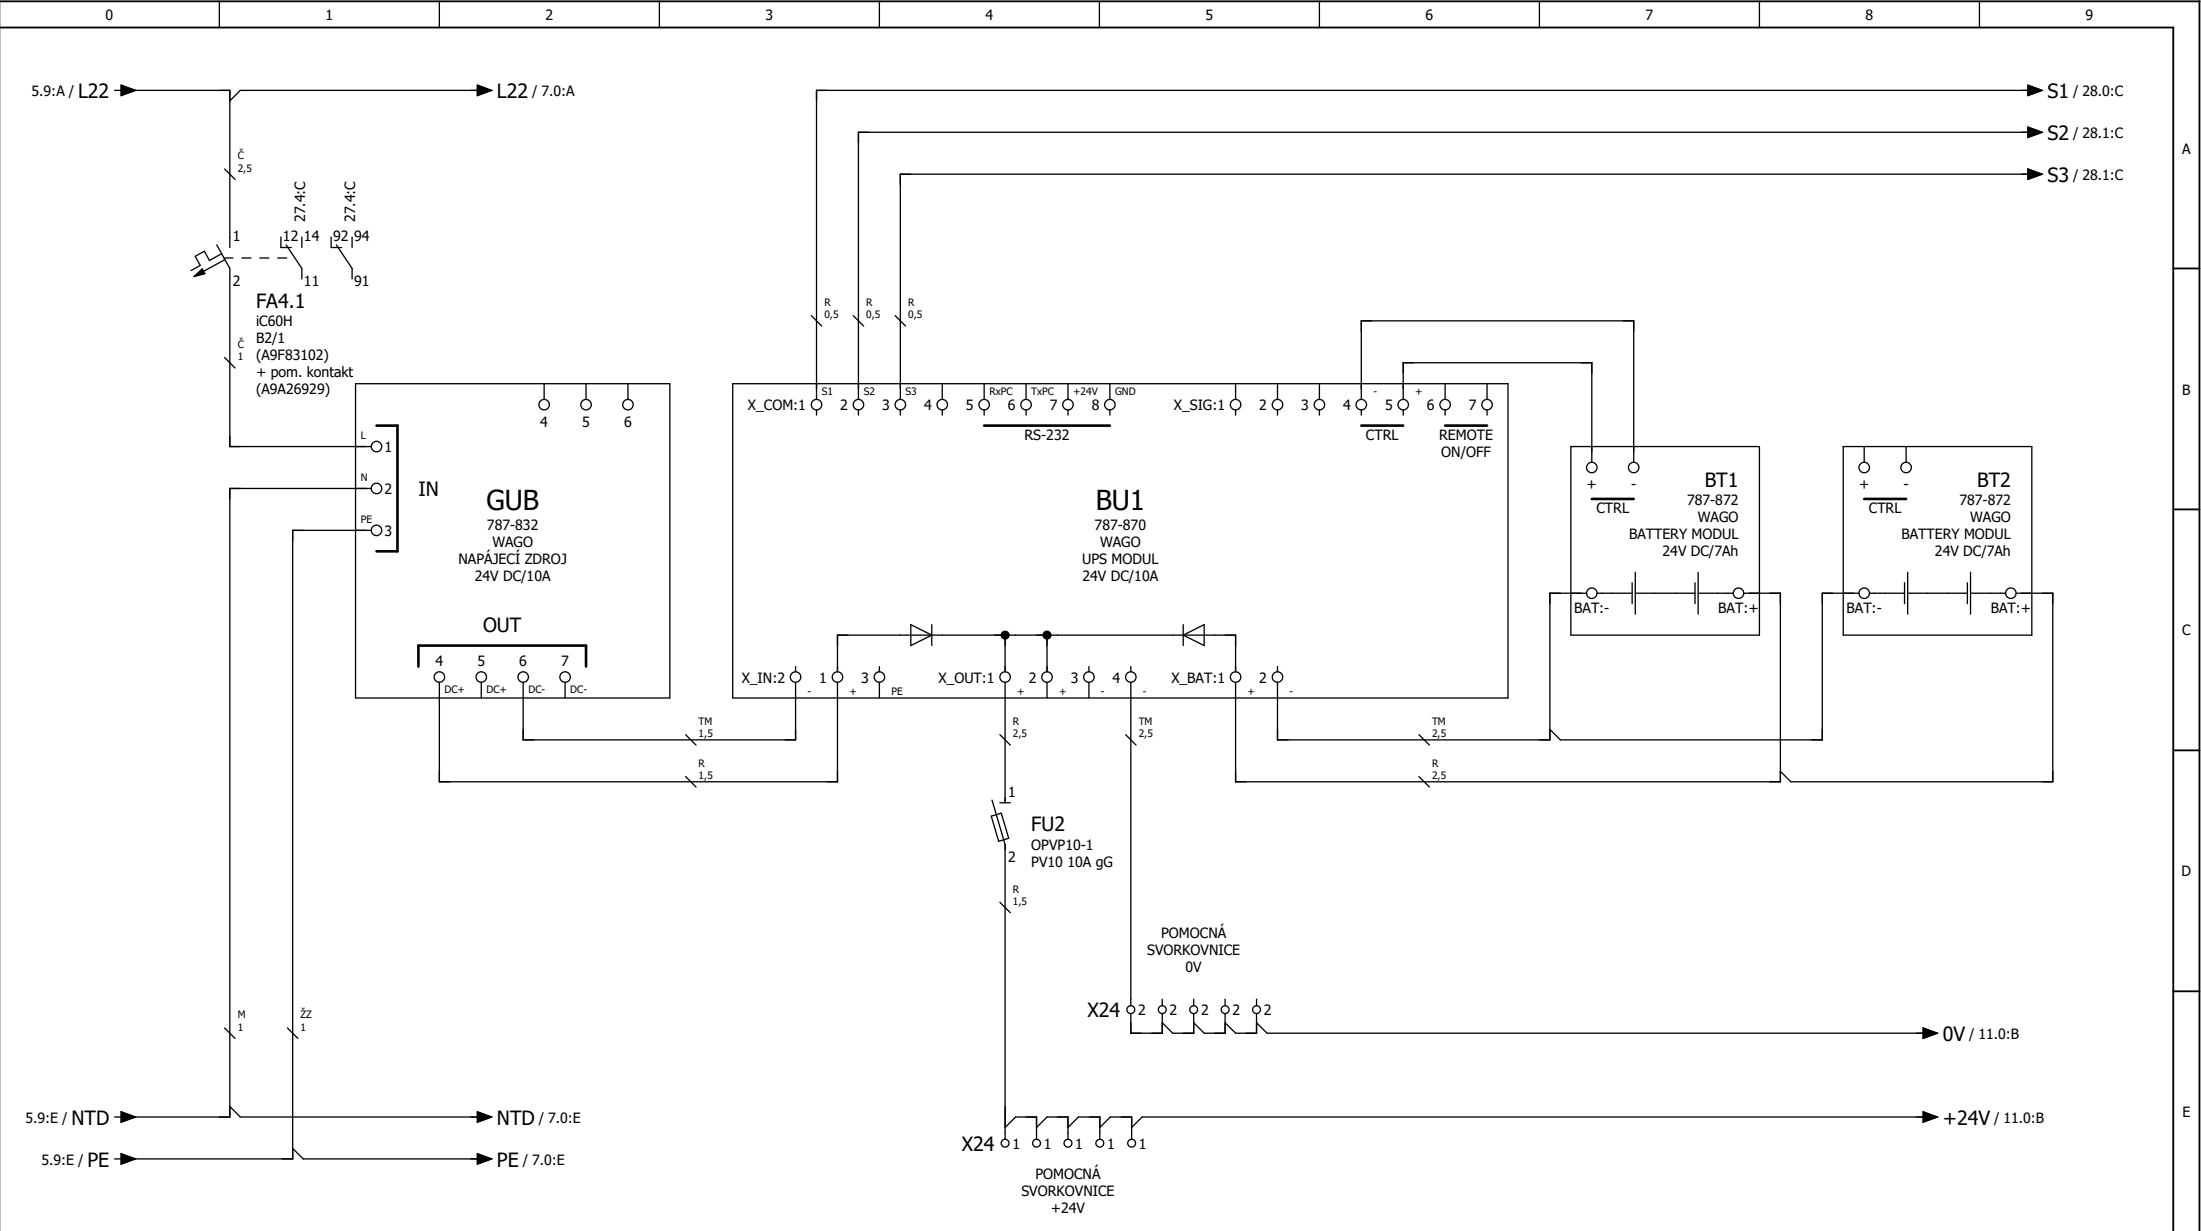 0 1 2 3 4 5 6 7 8 9
5.9:A / L22
L22 / 7.0:A
S1 / 28.0:C
S2 / 28.1:C
S3 / 28.1:C
A
B
C
D
E
Č
2,5
27.4:C
27.4:C
1
12 14
92 94
2
11
91
FA4.1
iC60H
B2/1
(A9F83102)
+ pom. kontakt
(A9A26929)
Č
1
R
0,5
R
0,5
R
0,5
4 5 6
L
1
N
2
PE
3
IN
GUB
787-832
WAGO
NAPÁJECÍ ZDROJ
24V DC/10A
OUT
4 5 6 7
DC+ DC+ DC- DC-
S1 S2 S3 RxPC TxPC +24V GND - +
X_COM:1 2 3 4 5 6 7 8 X_SIG:1 2 3 4 5 6 7
RS-232
CTRL
REMOTE
ON/OFF
BU1
787-870
WAGO
UPS MODUL
24V DC/10A
X_IN:2 1 3 X_OUT:1 2 3 4 X_BAT:1 2
- + PE + + - - + -
+ -
CTRL
BT1
787-872
WAGO
BATTERY MODUL
24V DC/7Ah
BAT:- BAT:+
+ -
CTRL
BT2
787-872
WAGO
BATTERY MODUL
24V DC/7Ah
BAT:- BAT:+
TM
1,5
R
1,5
R
2,5
TM
2,5
TM
2,5
R
2,5
1
FU2
OPVP10-1
PV10 10A gG
2
R
1,5
POMOCNÁ
SVORKOVNICE
0V
X24 2 2 2 2 2
0V / 11.0:B
M
1
ŽZ
1
5.9:E / NTD
NTD / 7.0:E
5.9:E / PE
PE / 7.0:E
+24V / 11.0:B
X24 1 1 1 1 1
POMOCNÁ
SVORKOVNICE
+24V